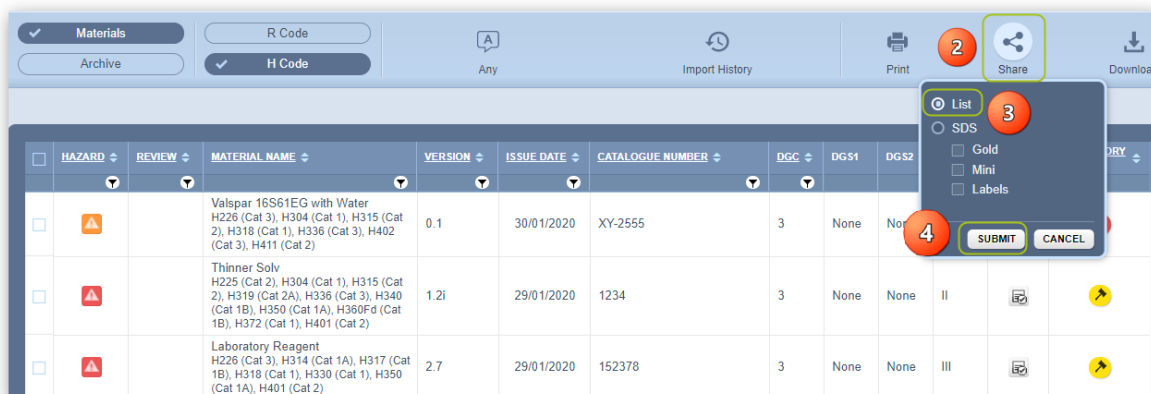 Materials
R Code
Archive
H Code
Any
Import History
Print
2
Share
Downloa
List
3
SDS
Gold
Mini
Labels
4
SUBMIT
CANCEL
HAZARD
REVIEW
MATERIAL NAME
VERSION
ISSUE DATE
CATALOGUE NUMBER
DGC
DGS1
DGS2
ORY
Valspar 16S61EG with Water
H226 (Cat 3), H304 (Cat 1), H315 (Cat
2), H318 (Cat 1), H336 (Cat 3), H402
(Cat 3), H411 (Cat 2)
0.1
30/01/2020
XY-2555
3
None
Thinner Solv
H225 (Cat 2), H304 (Cat 1), H315 (Cat
2), H319 (Cat 2A), H336 (Cat 3), H340
(Cat 1B), H350 (Cat 1A), H360Fd (Cat
1B), H372 (Cat 1), H401 (Cat 2)
1.2i
29/01/2020
1234
3
None
None
II
Laboratory Reagent
H226 (Cat 3), H314 (Cat 1A), H317 (Cat
1B), H318 (Cat 1), H330 (Cat 1), H350
(Cat 1A), H401 (Cat 2)
2.7
29/01/2020
152378
3
None
None
III